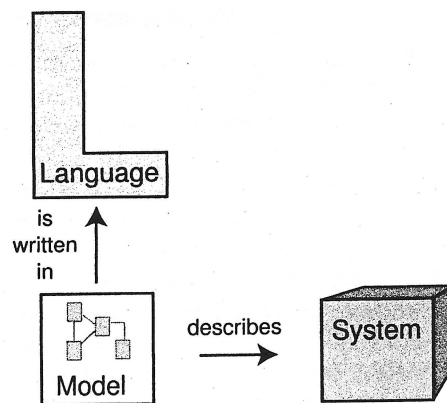 Language
is
written
in
describes
System
Model